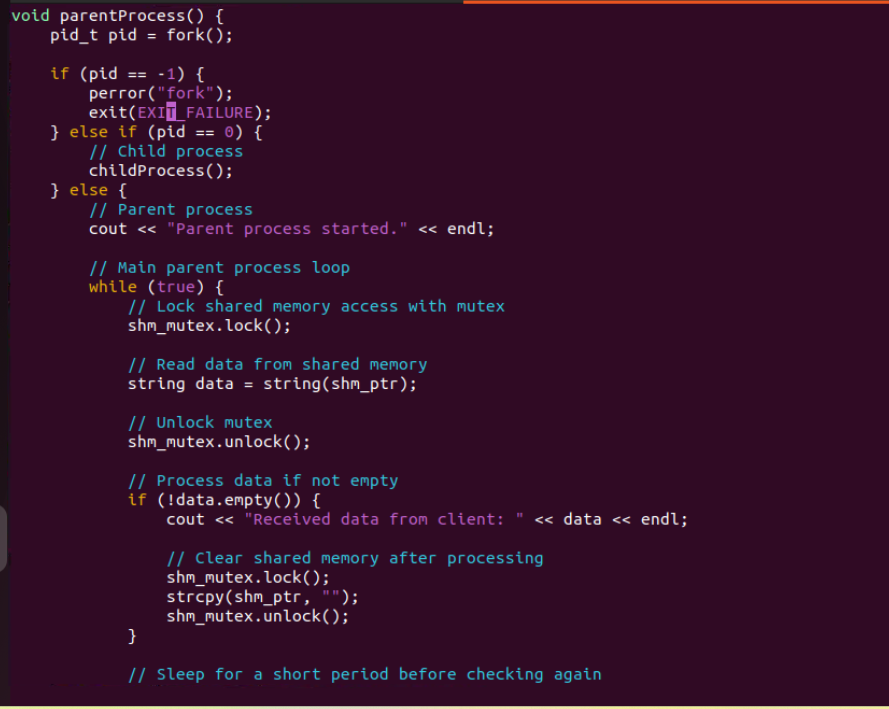 void parentProcess() {
    pid_t pid = fork();

    if (pid == -1) {
        perror("fork");
        exit(EXIT_FAILURE);
    } else if (pid == 0) {
        // Child process
        childProcess();
    } else {
        // Parent process
        cout << "Parent process started." << endl;

        // Main parent process loop
        while (true) {
            // Lock shared memory access with mutex
            shm_mutex.lock();

            // Read data from shared memory
            string data = string(shm_ptr);

            // Unlock mutex
            shm_mutex.unlock();

            // Process data if not empty
            if (!data.empty()) {
                cout << "Received data from client: " << data << endl;

                // Clear shared memory after processing
                shm_mutex.lock();
                strcpy(shm_ptr, "");
                shm_mutex.unlock();
            }

            // Sleep for a short period before checking again